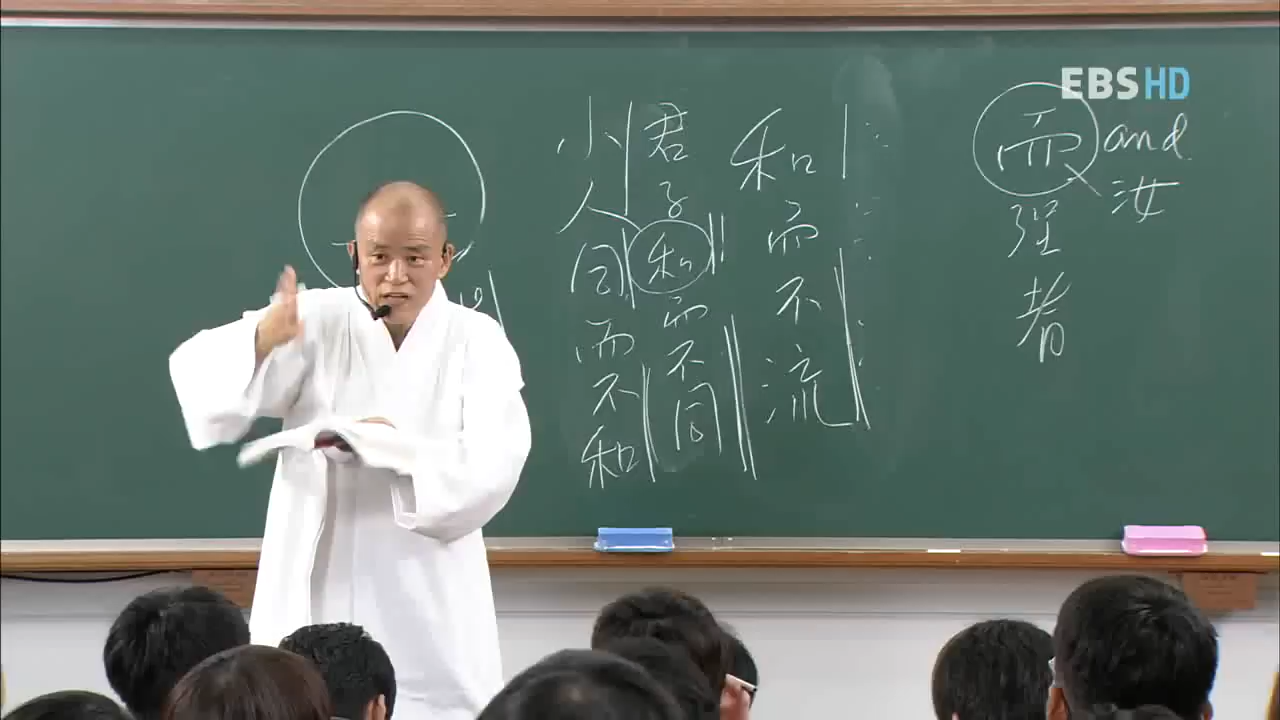 EBS HD
而 and
汝
强者
和而不流
君子和而不同
小人同而不和